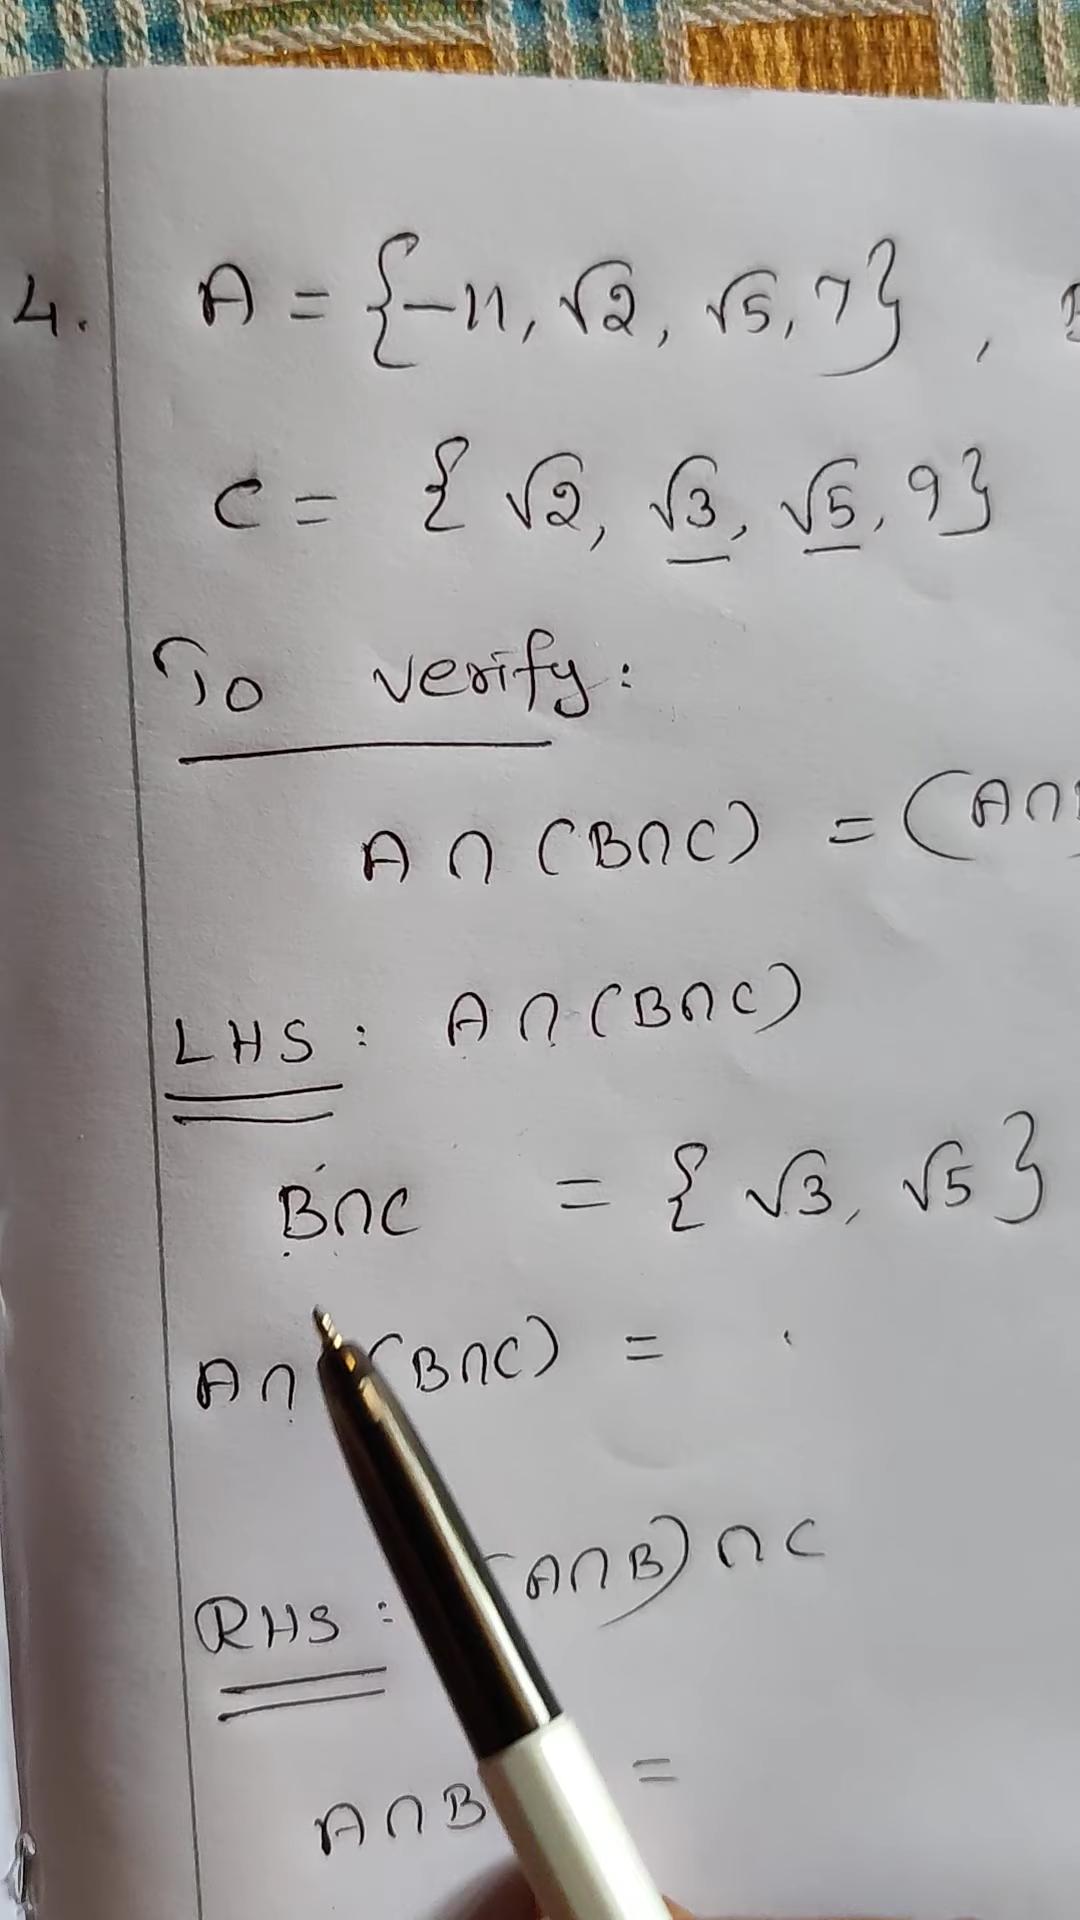 4. A = {-11, √2, √5, 7},
C = {√2, √3, √5, 9}
To verify:
A ∩ (B∩C) = (A∩
LHS: A∩(B∩C)
B∩C = {√3, √5}
A∩(B∩C) =
RHS: (A∩B)∩C
A∩B =